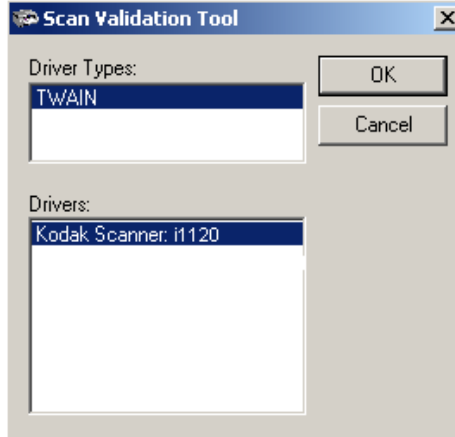 Scan Validation Tool
Driver Types:
TWAIN
OK
Cancel
Drivers:
Kodak Scanner: i1120